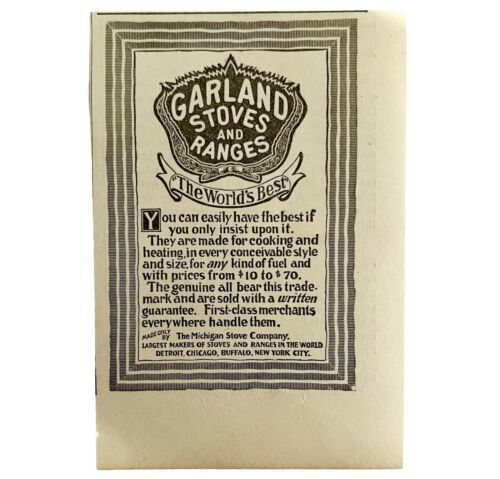 GARLAND
STOVES
AND
RANGES
"The World's Best"
You can easily have the best if
you only insist upon it.
They are made for cooking and
heating, in every conceivable style
and size, for any kind of fuel and
with prices from $10 to $70.
The genuine all bear this trade-
mark and are sold with a written
guarantee. First-class merchants
everywhere handle them.
MADE ONLY BY The Michigan Stove Company.
LARGEST MAKERS OF STOVES AND RANGES IN THE WORLD
DETROIT, CHICAGO, BUFFALO, NEW YORK CITY.